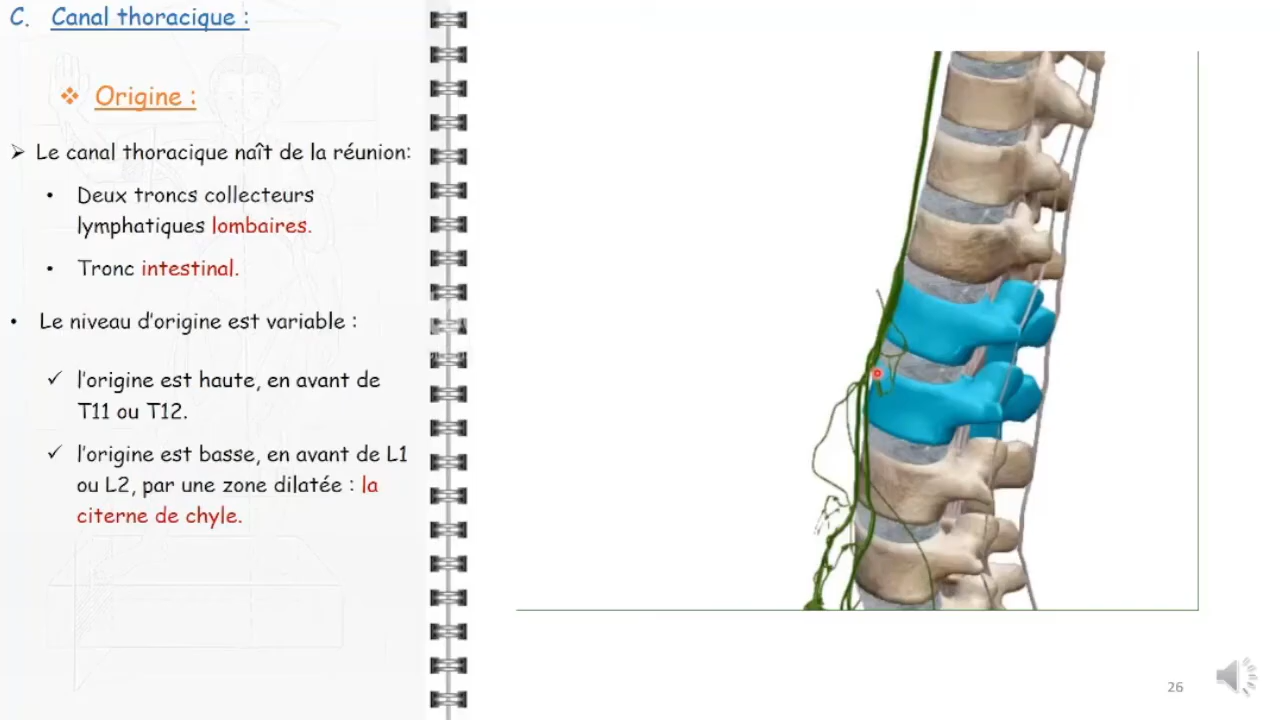 C. Canal thoracique :
❖ Origine :
➢ Le canal thoracique naît de la réunion:
• Deux troncs collecteurs
lymphatiques lombaires.
• Tronc intestinal.
• Le niveau d’origine est variable :
✓ l’origine est haute, en avant de
T11 ou T12.
✓ l’origine est basse, en avant de L1
ou L2, par une zone dilatée : la
citerne de chyle.
26